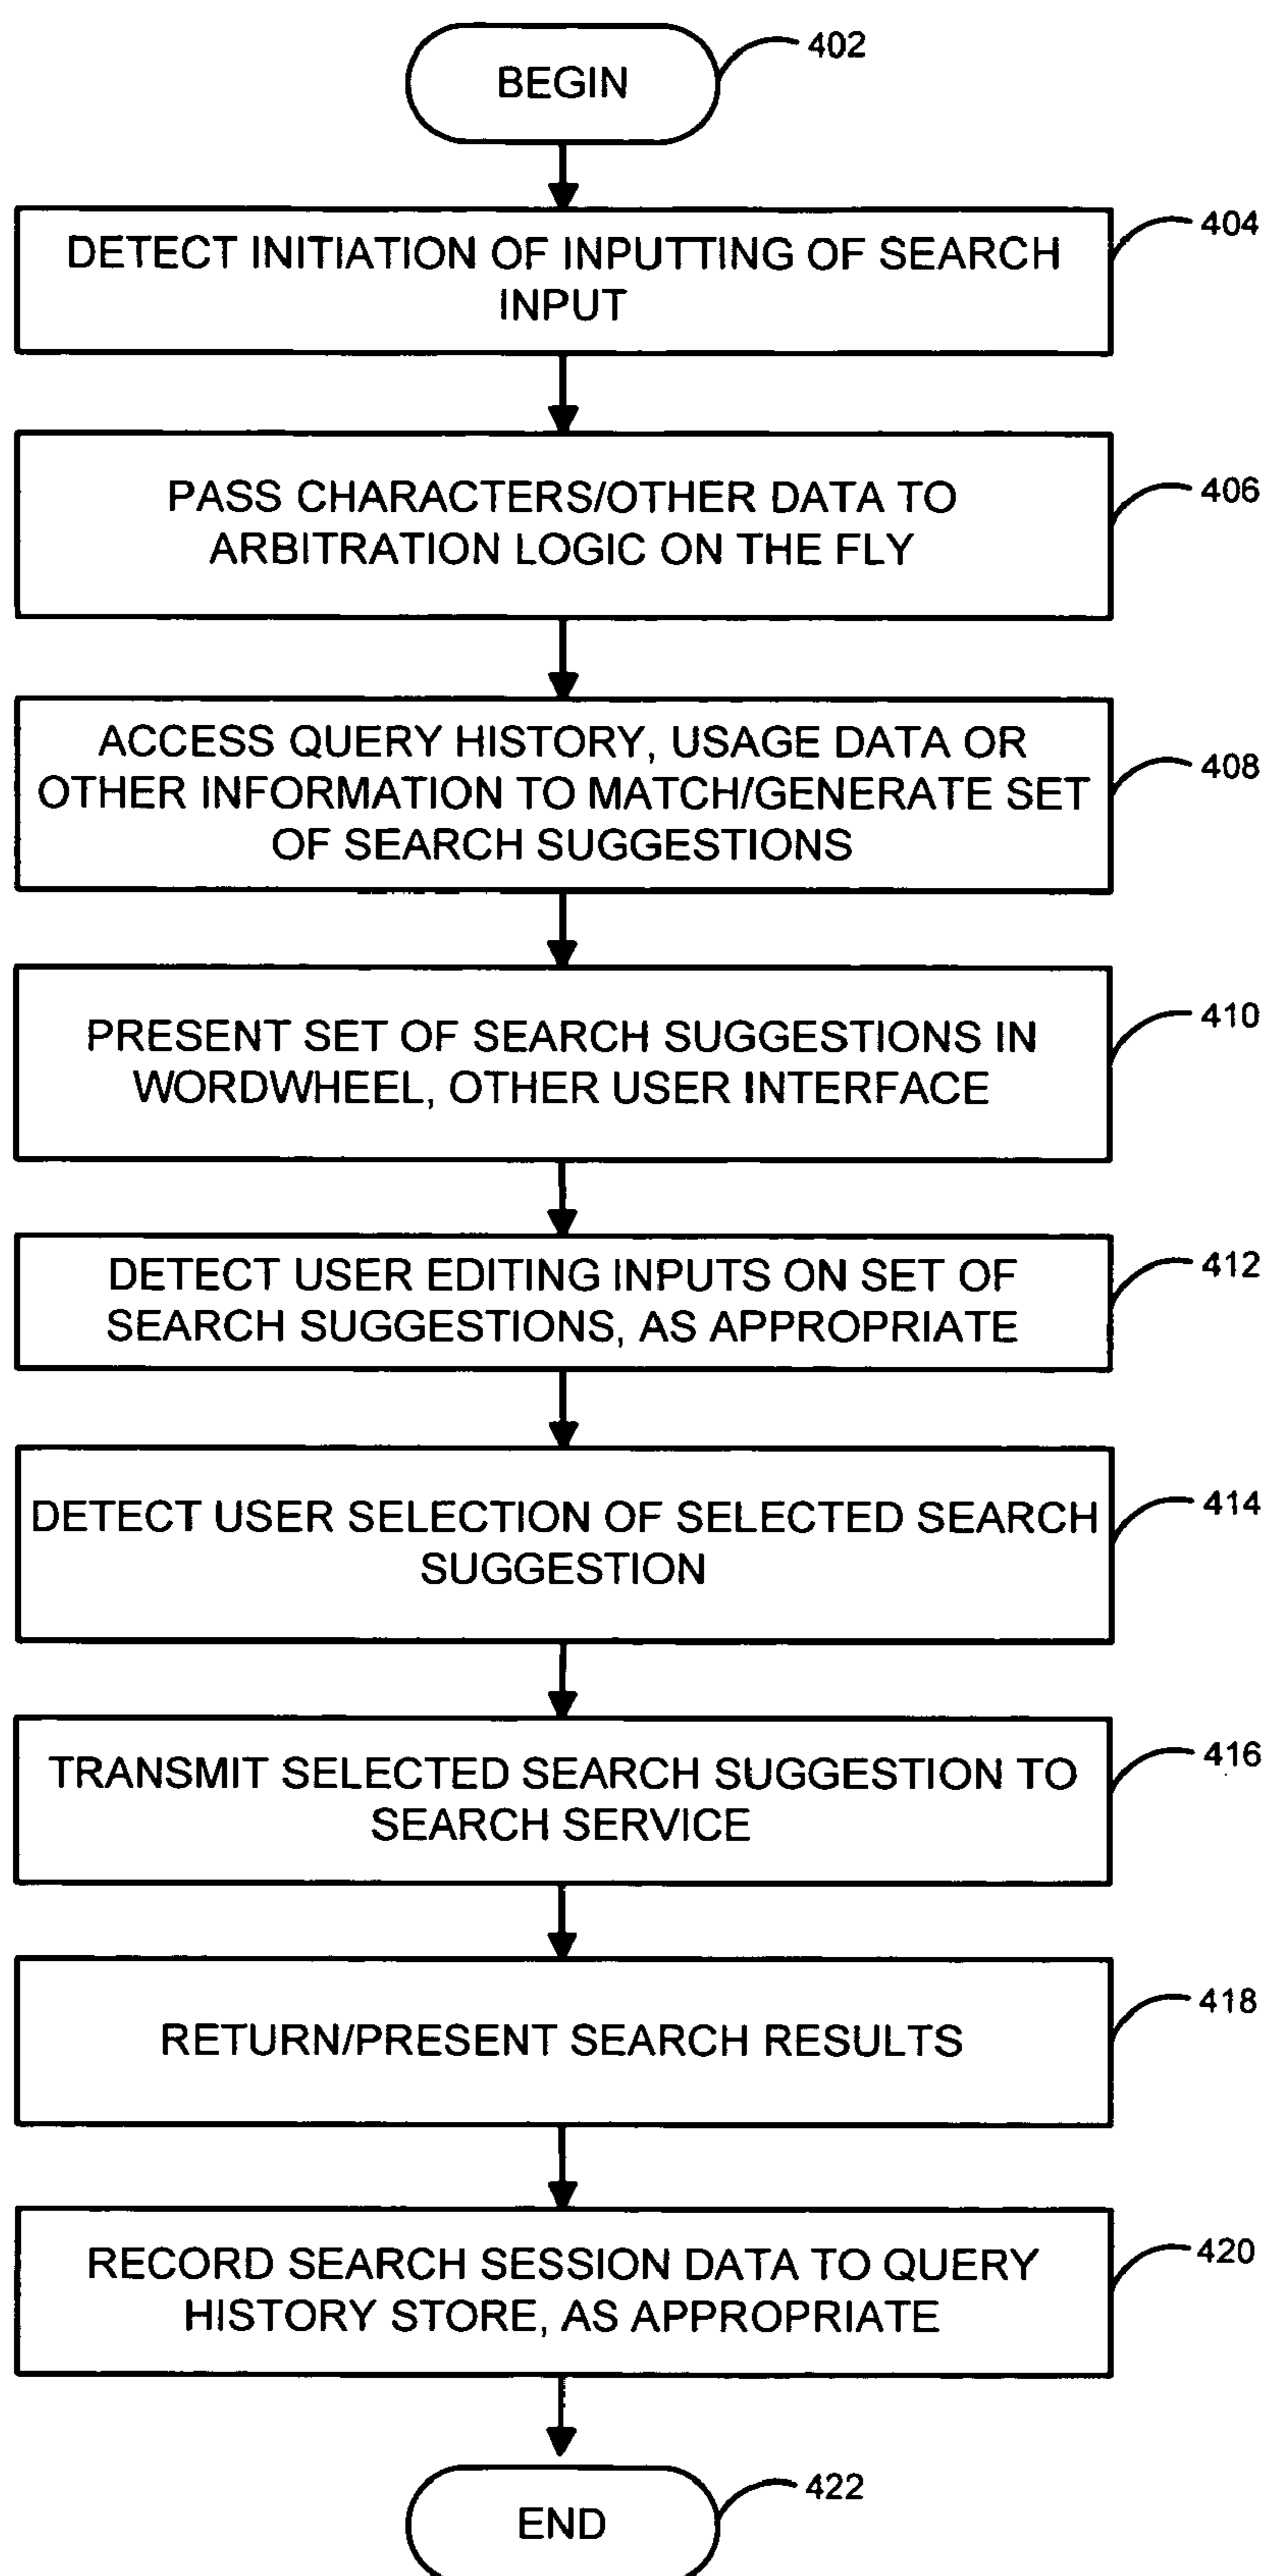 BEGIN
402
DETECT INITIATION OF INPUTTING OF SEARCH
INPUT
404
PASS CHARACTERS/OTHER DATA TO
ARBITRATION LOGIC ON THE FLY
406
ACCESS QUERY HISTORY, USAGE DATA OR
OTHER INFORMATION TO MATCH/GENERATE SET
OF SEARCH SUGGESTIONS
408
PRESENT SET OF SEARCH SUGGESTIONS IN
WORDWHEEL, OTHER USER INTERFACE
410
DETECT USER EDITING INPUTS ON SET OF
SEARCH SUGGESTIONS, AS APPROPRIATE
412
DETECT USER SELECTION OF SELECTED SEARCH
SUGGESTION
414
TRANSMIT SELECTED SEARCH SUGGESTION TO
SEARCH SERVICE
416
RETURN/PRESENT SEARCH RESULTS
418
RECORD SEARCH SESSION DATA TO QUERY
HISTORY STORE, AS APPROPRIATE
420
END
422